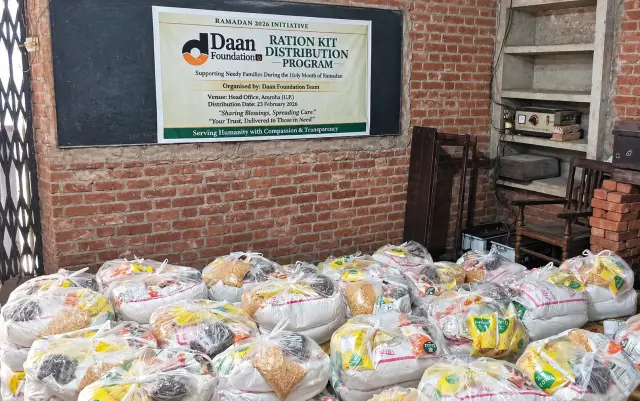 RAMADAN 2026 INITIATIVE
Daan
Foundation
RATION KIT
DISTRIBUTION
PROGRAM
Supporting Needy Families During the Holy Month of Ramadan
Organised by: Daan Foundation Team
Venue: Head Office, Amroha (U.P.)
Distribution Date: 23 February 2026
"Sharing Blessings, Spreading Care"
"Your Trust, Delivered to Those in Need"
Serving Humanity with Compassion & Transparency